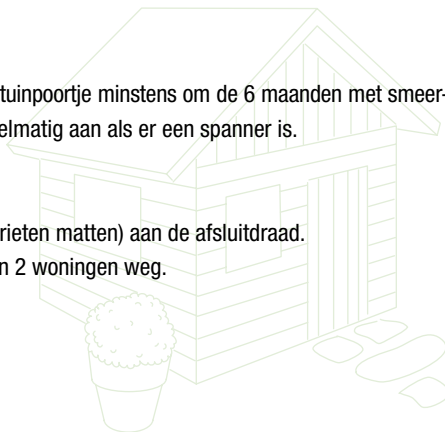 tuinpoortje minstens om de 6 maanden met smeer-
elmatig aan als er een spanner is.
rieten matten) aan de afsluitdraad.
n 2 woningen weg.